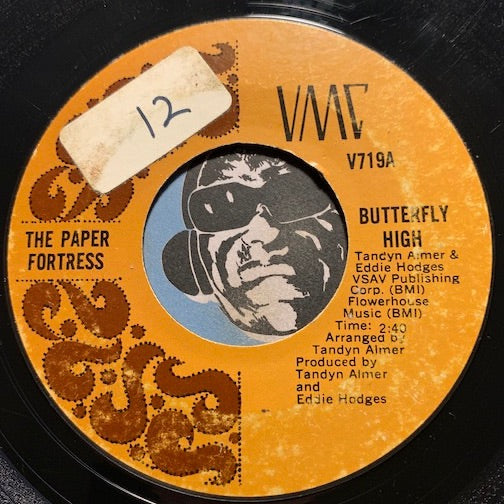 12
VMC
V719A
THE PAPER
FORTRESS
BUTTERFLY
HIGH
Tandyn Almer &
Eddie Hodges
VSAV Publishing
Corp. (BMI)
Flowerhouse
Music (BMI)
Time: 2:40
Arranged by
Tandyn Almer
Produced by
Tandyn Almer
and
Eddie Hodges